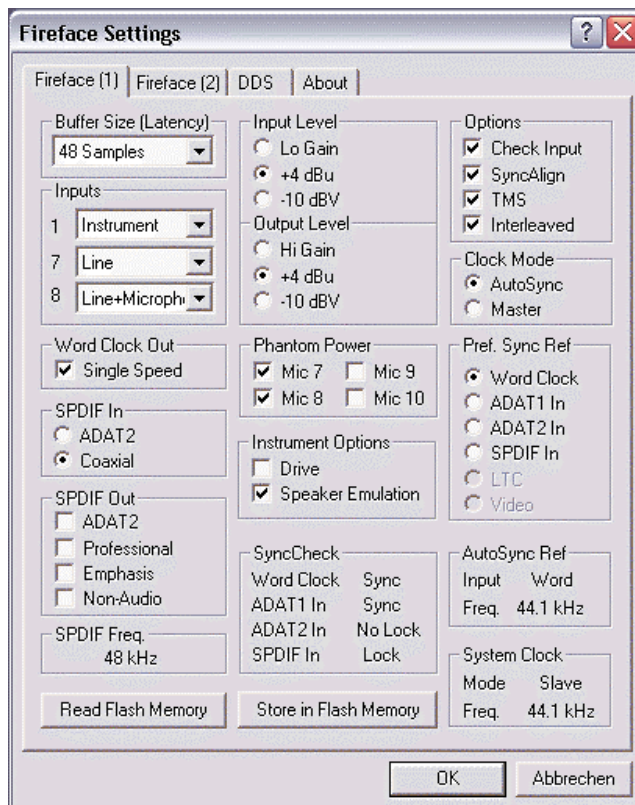 Fireface Settings
Fireface (1) Fireface (2) DDS About
Buffer Size (Latency)
48 Samples
Inputs
1 Instrument
7 Line
8 Line+Microph
Word Clock Out
Single Speed
SPDIF In
ADAT2
Coaxial
SPDIF Out
ADAT2
Professional
Emphasis
Non-Audio
SPDIF Freq.
48 kHz
Read Flash Memory
Input Level
Lo Gain
+4 dBu
-10 dBV
Output Level
Hi Gain
+4 dBu
-10 dBV
Phantom Power
Mic 7 Mic 9
Mic 8 Mic 10
Instrument Options
Drive
Speaker Emulation
SyncCheck
Word Clock Sync
ADAT1 In Sync
ADAT2 In No Lock
SPDIF In Lock
Store in Flash Memory
Options
Check Input
SyncAlign
TMS
Interleaved
Clock Mode
AutoSync
Master
Pref. Sync Ref
Word Clock
ADAT1 In
ADAT2 In
SPDIF In
LTC
Video
AutoSync Ref
Input Word
Freq. 44.1 kHz
System Clock
Mode Slave
Freq. 44.1 kHz
OK Abbrechen